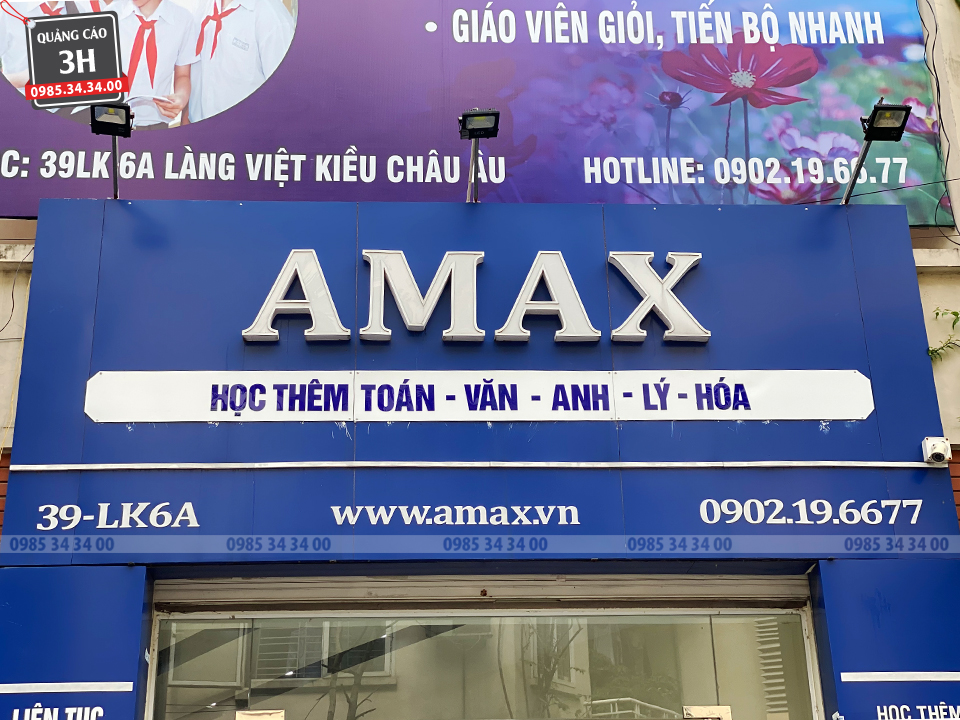 QUẢNG CÁO
3H
0985.34.34.00
• GIÁO VIÊN GIỎI, TIẾN BỘ NHANH
C: 39LK 6A LÀNG VIỆT KIỀU CHÂU ÂU
HOTLINE: 0902.19.66.77
AMAX
HỌC THÊM TOÁN - VĂN - ANH - LÝ - HÓA
39-LK6A
www.amax.vn
0902.19.6677
0985 34 34 00
0985 34 34 00
0985 34 34 00
0985 34 34 00
0985 34 34 00
LIÊN TỤC
HỌC THÊM